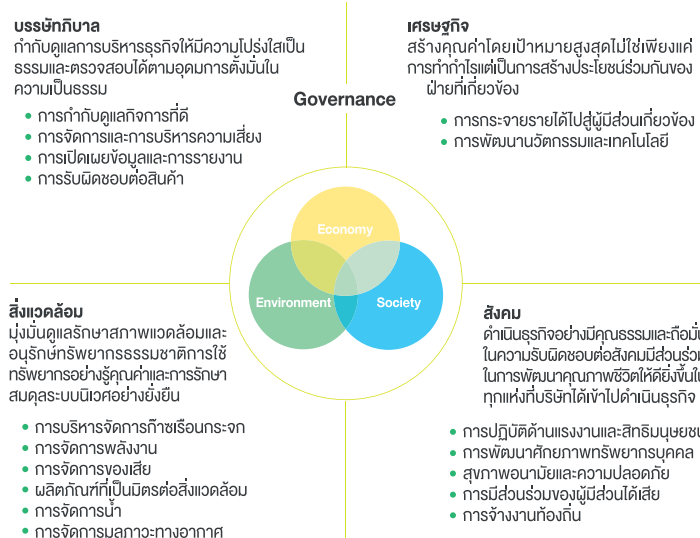 บรรษัทภิบาล
กำกับดูแลการบริหารธุรกิจให้มีความโปร่งใสเป็น
ธรรมและตรวจสอบได้ตามอุดมการตั้งมั่นใน
ความเป็นธรรม
การกำกับดูแลกิจการที่ดี
การจัดการและการบริหารความเสี่ยง
การเปิดเผยข้อมูลและการรายงาน
การรับผิดชอบต่อสินค้า
เศรษฐกิจ
สร้างคุณค่าโดยเป้าหมายสูงสุดไม่ใช่เพียงแค่
การทำกำไรแต่เป็นการสร้างประโยชน์ร่วมกันของ
ฝ่ายที่เกี่ยวข้อง
การกระจายรายได้ไปสู่ผู้มีส่วนเกี่ยวข้อง
การพัฒนานวัตกรรมและเทคโนโลยี
Governance
Economy
Environment
Society
สิ่งแวดล้อม
มุ่งมั่นดูแลรักษาสภาพแวดล้อมและ
อนุรักษ์ทรัพยากรธรรมชาติการใช้
ทรัพยากรอย่างรู้คุณค่าและการรักษา
สมดุลระบบนิเวศอย่างยั่งยืน
การบริหารจัดการก๊าซเรือนกระจก
การจัดการพลังงาน
การจัดการของเสีย
ผลิตภัณฑ์ที่เป็นมิตรต่อสิ่งแวดล้อม
การจัดการน้ำ
การจัดการมลภาวะทางอากาศ
สังคม
ดำเนินธุรกิจอย่างมีคุณธรรมและถือมั่น
ในความรับผิดชอบต่อสังคมมีส่วนร่วม
ในการพัฒนาคุณภาพชีวิตให้ดียิ่งขึ้นใน
ทุกแห่งที่บริษัทได้เข้าไปดำเนินธุรกิจ
การปฏิบัติด้านแรงงานและสิทธิมนุษยชน
การพัฒนาศักยภาพทรัพยากรบุคคล
สุขภาพอนามัยและความปลอดภัย
การมีส่วนร่วมของผู้มีส่วนได้เสีย
การจ้างงานท้องถิ่น